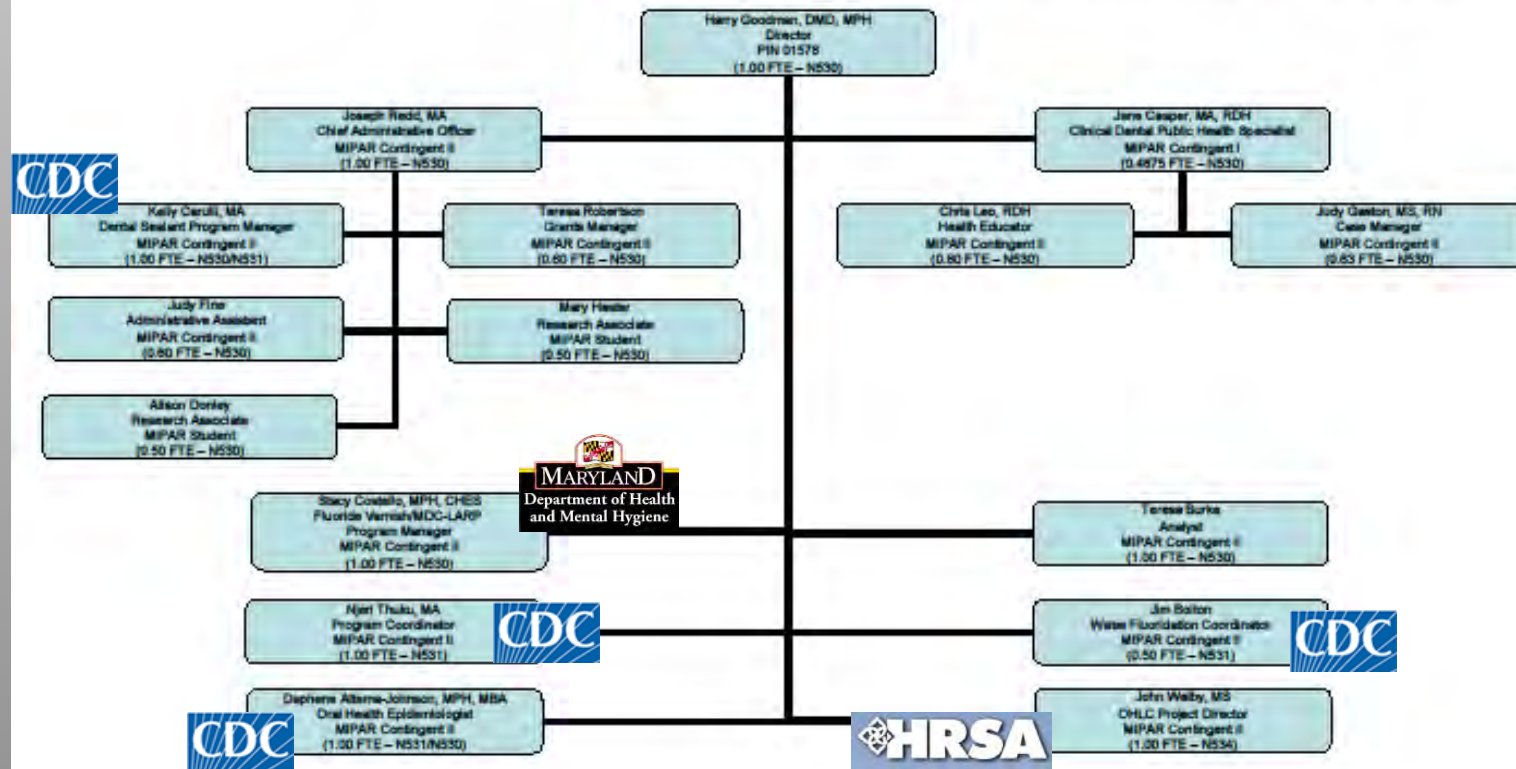 Harry Goodman, DMD, MPH
Director
PIN 01578
(1.00 FTE – N530)
Joseph Redd, MA
Chief Administrative Officer
MIPAR Contingent II
(1.00 FTE – N530)
Jane Casper, MA, RDH
Clinical Dental Public Health Specialist
MIPAR Contingent I
(0.4875 FTE – N530)
CDC
Kelly Carulli, MA
Dental Sealant Program Manager
MIPAR Contingent II
(1.00 FTE – N530/N531)
Teresa Robertson
Grants Manager
MIPAR Contingent II
(0.60 FTE – N530)
Chris Leo, RDH
Health Educator
MIPAR Contingent II
(0.80 FTE – N530)
Judy Gaston, MS, RN
Case Manager
MIPAR Contingent II
(0.63 FTE – N530)
Judy Fine
Administrative Assistant
MIPAR Contingent II
(0.60 FTE – N530)
Mary
Research Associate
MIPAR Student
(0.50 FTE – N530)
Alison Donley
Research Associate
MIPAR Student
(0.50 FTE – N530)
MARYLAND
Department of Health
and Mental Hygiene
Stacy Costello, MPH, CHES
Fluoride Varnish/MDC-LARP
Program Manager
MIPAR Contingent II
(1.00 FTE – N530)
Teresa Burke
Analyst
MIPAR Contingent II
(1.00 FTE – N530)
Njeri Thuku, MA
Program Coordinator
MIPAR Contingent II
(1.00 FTE – N531)
CDC
Jim Bolton
Water Fluoridation Coordinator
MIPAR Contingent II
(0.50 FTE – N531)
CDC
MPH, MBA
Oral Health Epidemiologist
MIPAR Contingent II
(1.00 FTE – N531/N530)
CDC
John Welby, MS
OHLC Project Director
MIPAR Contingent II
(1.00 FTE – N534)
HRSA